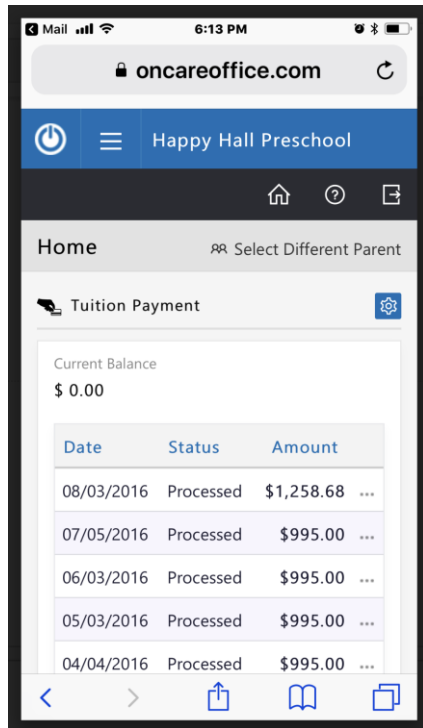 Mail 6:13 PM
oncareoffice.com
Happy Hall Preschool
Home Select Different Parent
Tuition Payment
Current Balance
$ 0.00
Date Status Amount
08/03/2016 Processed $1,258.68 ...
07/05/2016 Processed $995.00 ...
06/03/2016 Processed $995.00 ...
05/03/2016 Processed $995.00 ...
04/04/2016 Processed $995.00 ...